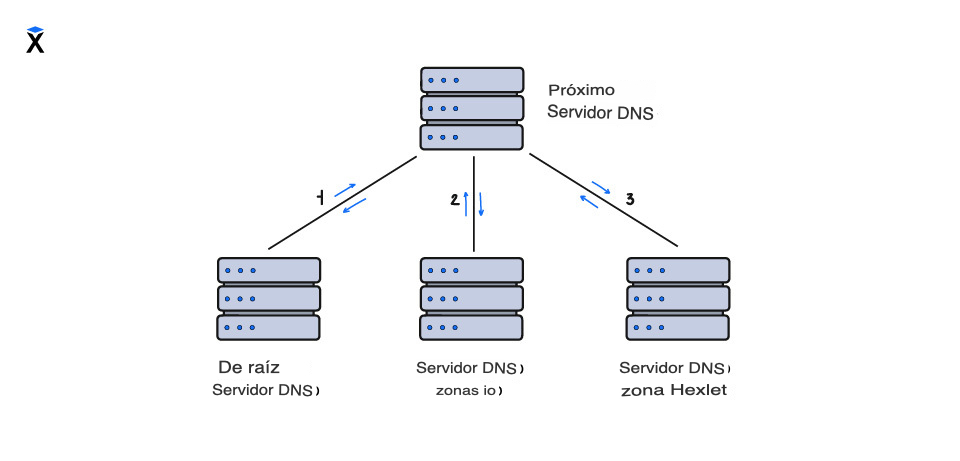 Próximo
Servidor DNS
1
2
3
De raíz
Servidor DNS)
Servidor DNS)
zonas io)
Servidor DNS)
zona Hexlet